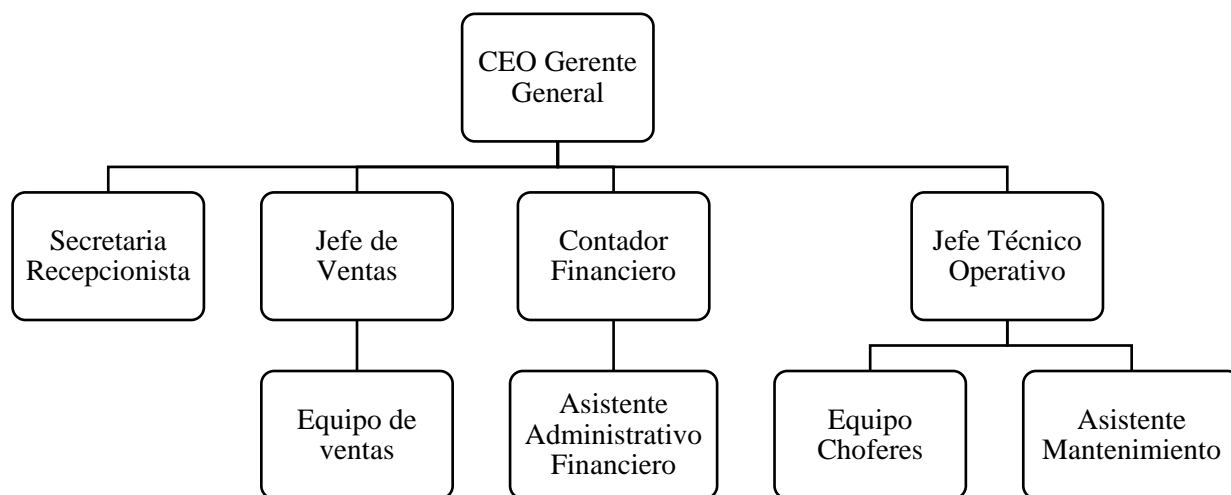 CEO Gerente
General
Secretaria
Recepcionista
Jefe de
Ventas
Contador
Financiero
Jefe Técnico
Operativo
Equipo de
ventas
Asistente
Administrativo
Financiero
Equipo
Choferes
Asistente
Mantenimiento